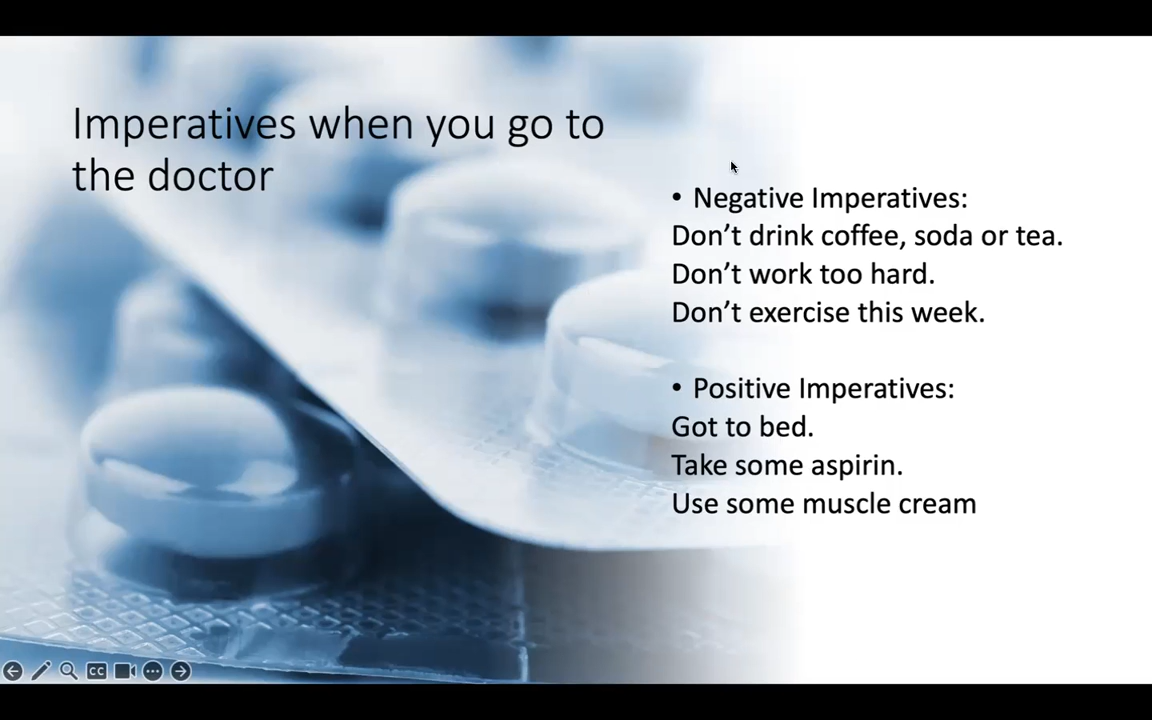 Imperatives when you go to
the doctor
• Negative Imperatives:
Don’t drink coffee, soda or tea.
Don’t work too hard.
Don’t exercise this week.
• Positive Imperatives:
Got to bed.
Take some aspirin.
Use some muscle cream
CC